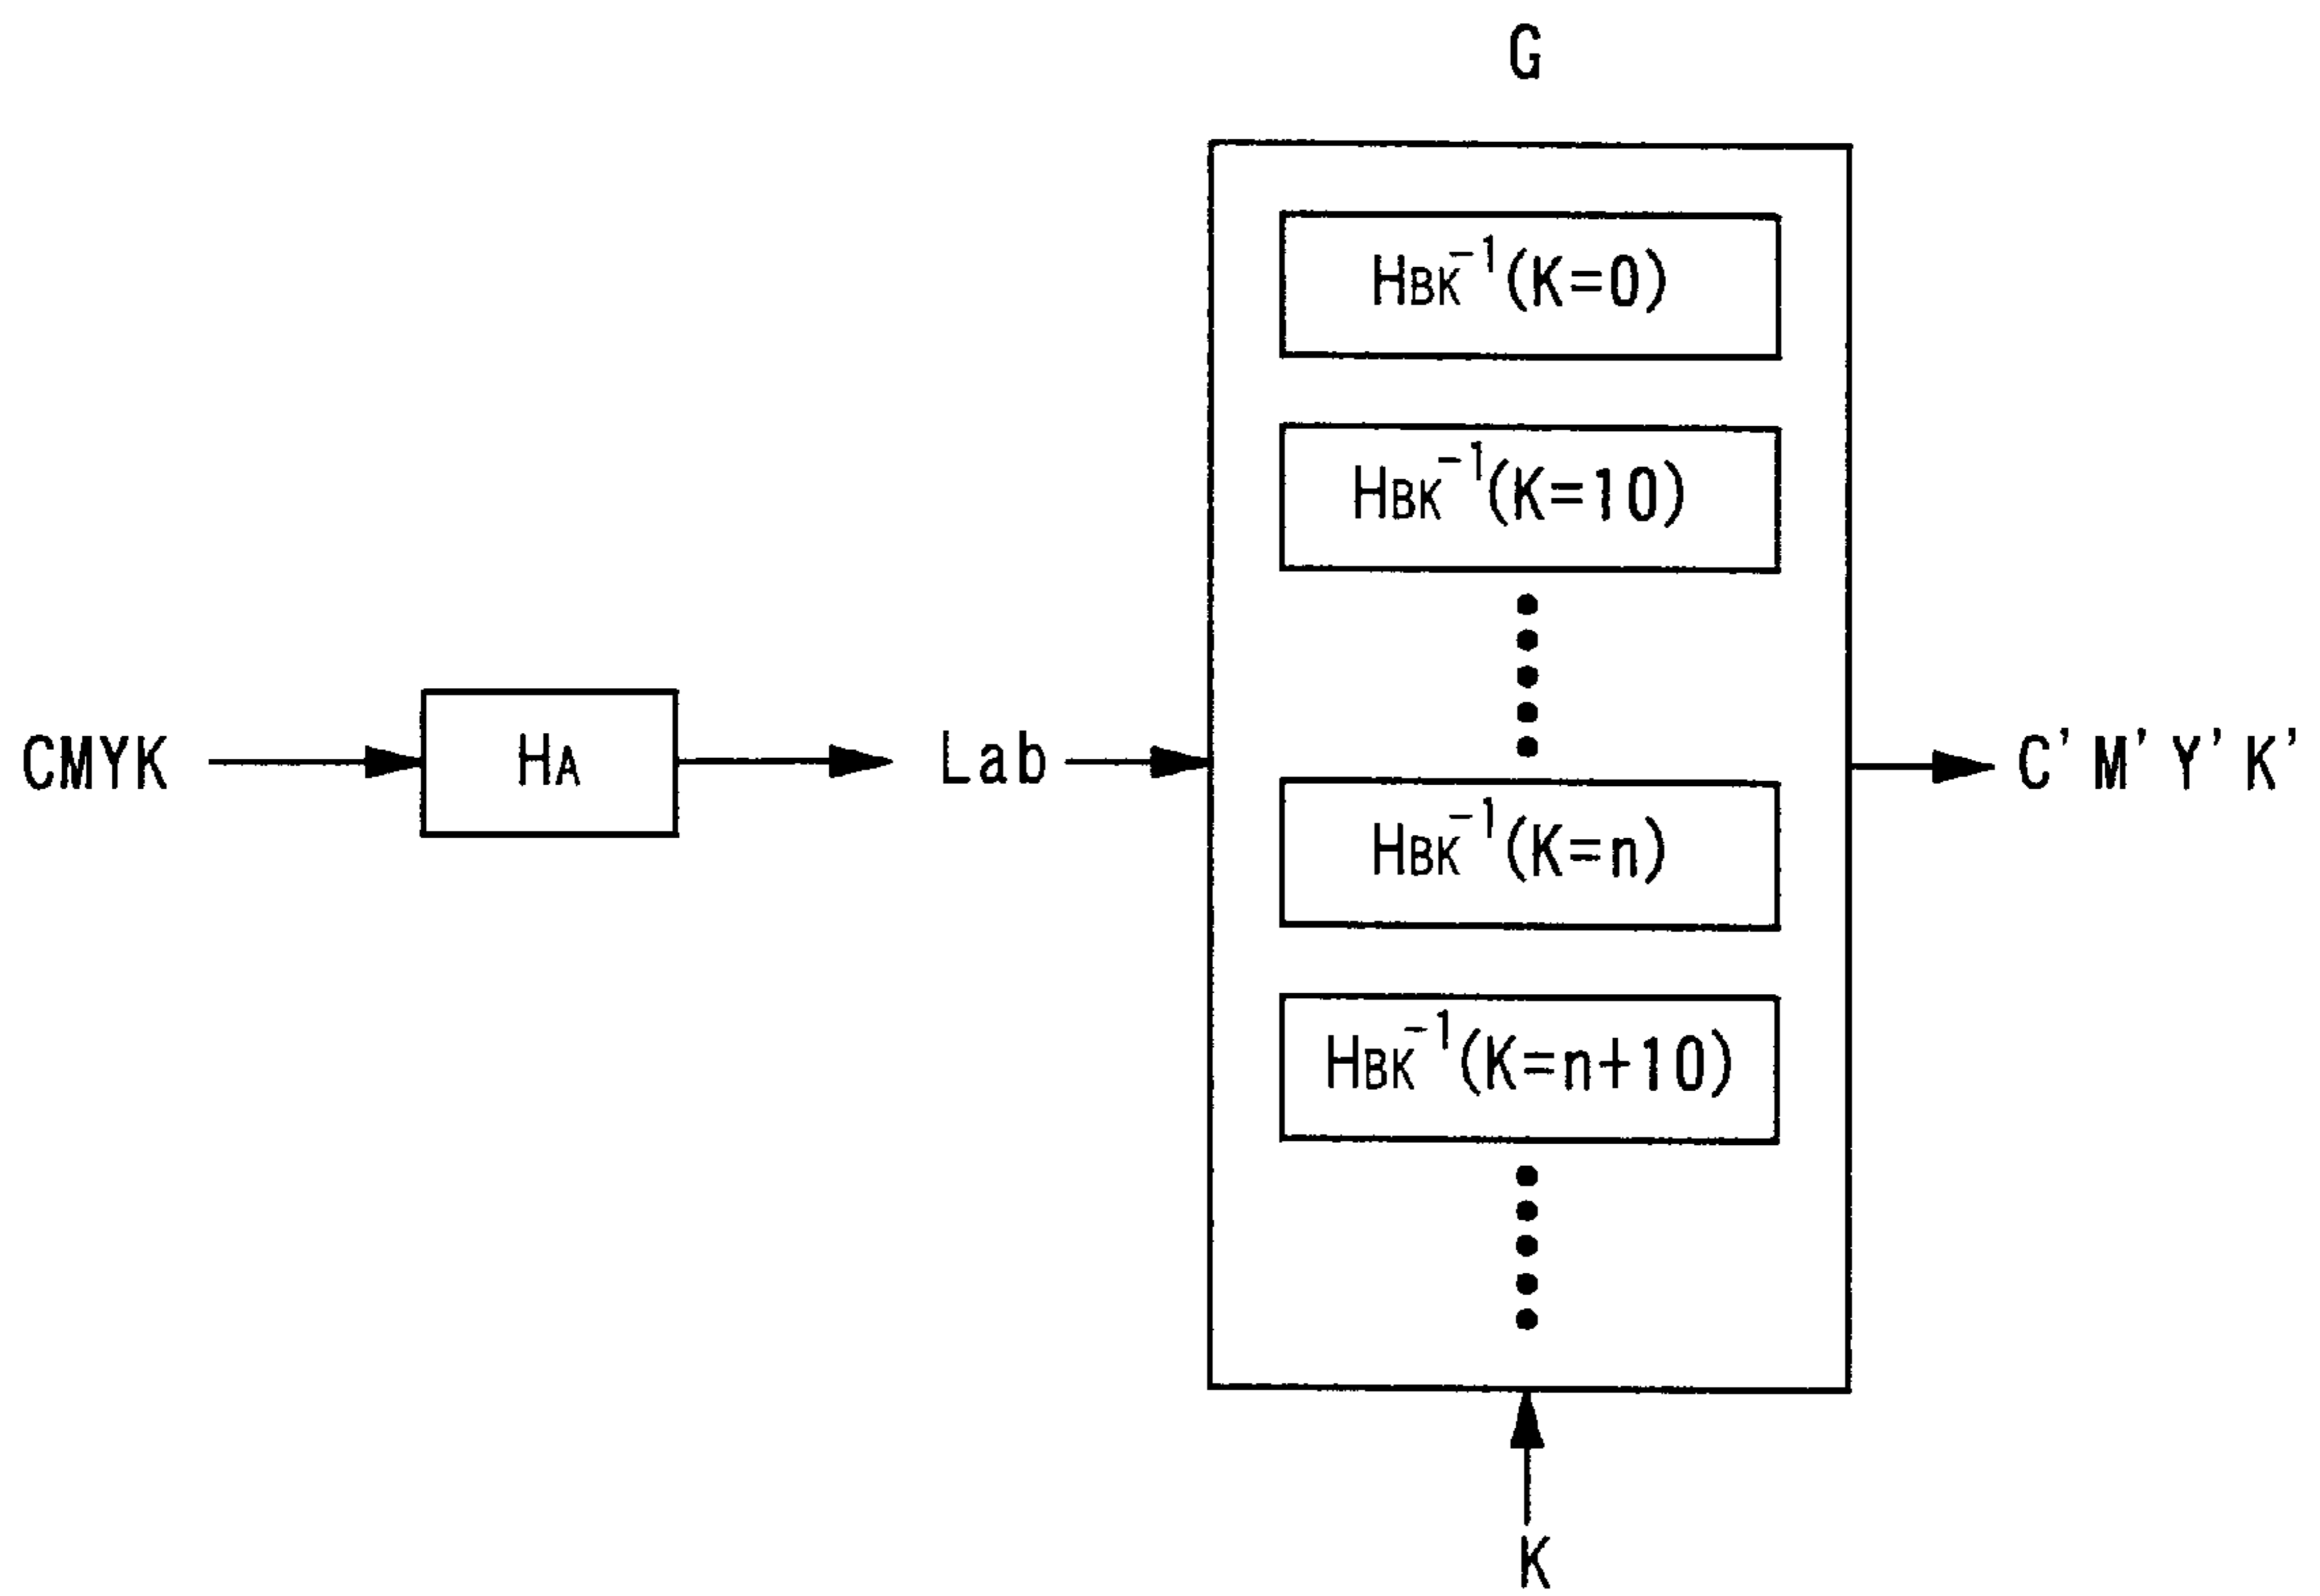 G
HBK⁻¹(K=0)
HBK⁻¹(K=10)
CMYK
HA
Lab
C'M'Y'K'
HBK⁻¹(K=n)
HBK⁻¹(K=n+10)
K